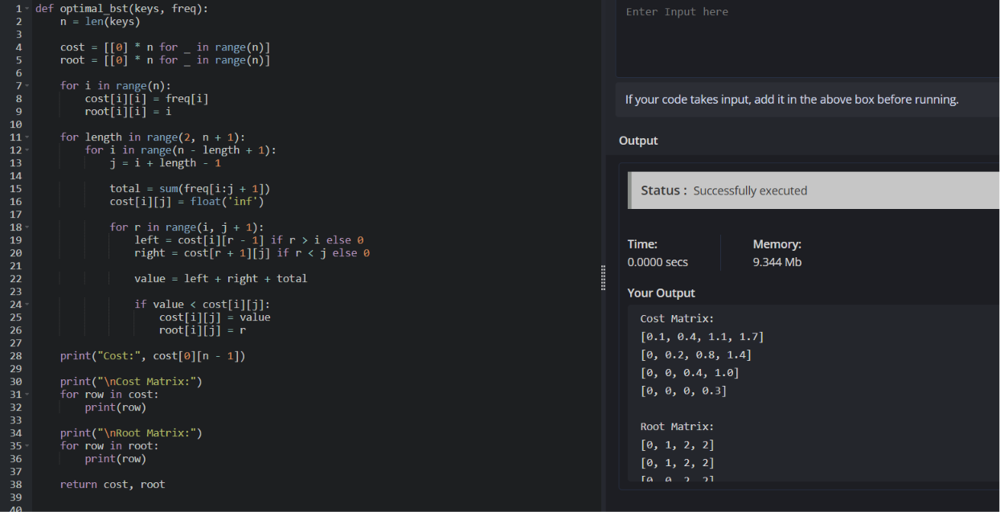 1 def optimal_bst(keys, freq):
2     n = len(keys)
3
4     cost = [[0] * n for _ in range(n)]
5     root = [[0] * n for _ in range(n)]
6
7     for i in range(n):
8         cost[i][i] = freq[i]
9         root[i][i] = i
10
11     for length in range(2, n + 1):
12         for i in range(n - length + 1):
13             j = i + length - 1
14
15             total = sum(freq[i:j + 1])
16             cost[i][j] = float('inf')
17
18             for r in range(i, j + 1):
19                 left = cost[i][r - 1] if r > i else 0
20                 right = cost[r + 1][j] if r < j else 0
21
22                 value = left + right + total
23
24                 if value < cost[i][j]:
25                     cost[i][j] = value
26                     root[i][j] = r
27
28     print("Cost:", cost[0][n - 1])
29
30     print("\nCost Matrix:")
31     for row in cost:
32         print(row)
33
34     print("\nRoot Matrix:")
35     for row in root:
36         print(row)
37
38     return cost, root
39
40
Enter Input here
If your code takes input, add it in the above box before running.
Output
Status : Successfully executed
Time: Memory:
0.0000 secs 9.344 Mb
Your Output
Cost Matrix:
[0.1, 0.4, 1.1, 1.7]
[0, 0.2, 0.8, 1.4]
[0, 0, 0.4, 1.0]
[0, 0, 0, 0.3]
Root Matrix:
[0, 1, 2, 2]
[0, 1, 2, 2]
[0, 0, 2, 2]